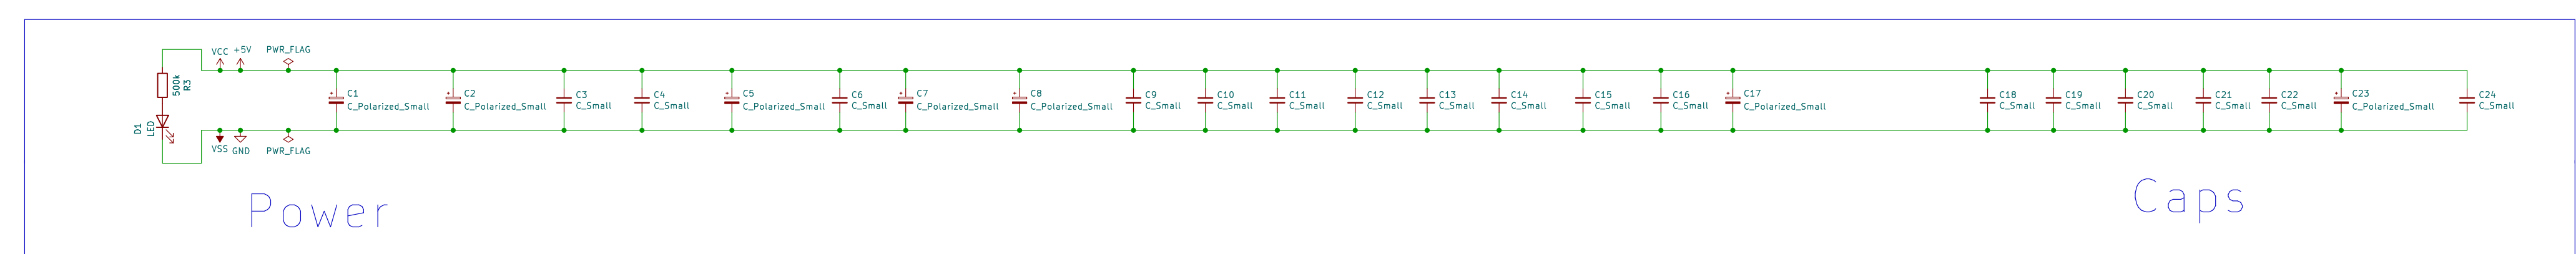 VCC
+5V
PWR_FLAG
500k
R3
D1
LED
VSS
GND
PWR_FLAG
C1
C_Polarized_Small
C2
C_Polarized_Small
C3
C_Small
C4
C_Small
C5
C_Polarized_Small
C6
C_Small
C7
C_Polarized_Small
C8
C_Polarized_Small
C9
C_Small
C10
C_Small
C11
C_Small
C12
C_Small
C13
C_Small
C14
C_Small
C15
C_Small
C16
C_Small
C17
C_Polarized_Small
C18
C_Small
C19
C_Small
C20
C_Small
C21
C_Small
C22
C_Small
C23
C_Polarized_Small
C24
C_Small
Power
Caps